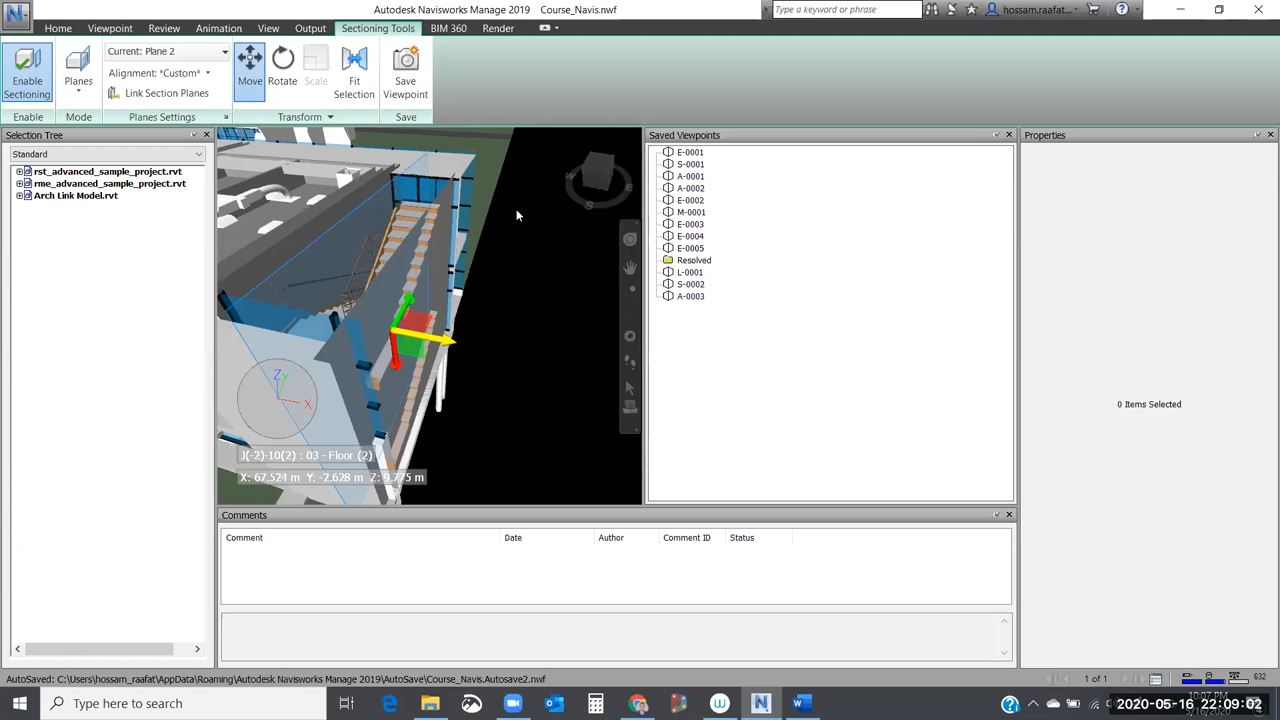 Autodesk Navisworks Manage 2019 Course_Navis.nwf
Type a keyword or phrase
hossam.raafat...
Home Viewpoint Review Animation View Output Sectioning Tools BIM 360 Render
Current: Plane 2
Alignment: *Custom*
Link Section Planes
Enable Sectioning
Planes
Move
Rotate
Scale
Fit Selection
Save Viewpoint
Enable Mode Planes Settings Transform Save
Selection Tree
Standard
rst_advanced_sample_project.rvt
rme_advanced_sample_project.rvt
Arch Link Model.rvt
Z
X
S
E
J(-2)-10(2) : 03 - Floor (2)
X: 67.524 m Y: -2.628 m Z: 9.775 m
Saved Viewpoints
E-0001
S-0001
A-0001
A-0002
E-0002
M-0001
E-0003
E-0004
E-0005
Resolved
L-0001
S-0002
A-0003
Properties
0 Items Selected
Comments
Comment Date Author Comment ID Status
AutoSaved: C:\Users\hossam_raafat\AppData\Roaming\Autodesk Navisworks Manage 2019\AutoSave\Course_Navis.Autosave2.nwf
1 of 1
632
Type here to search
10:07 PM
2020-05-16 22:09:02